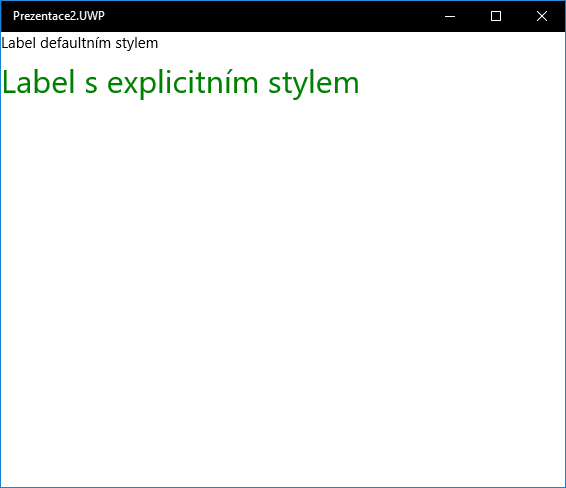 Prezentace2.UWP
Label defaultním stylem
Label s explicitním stylem